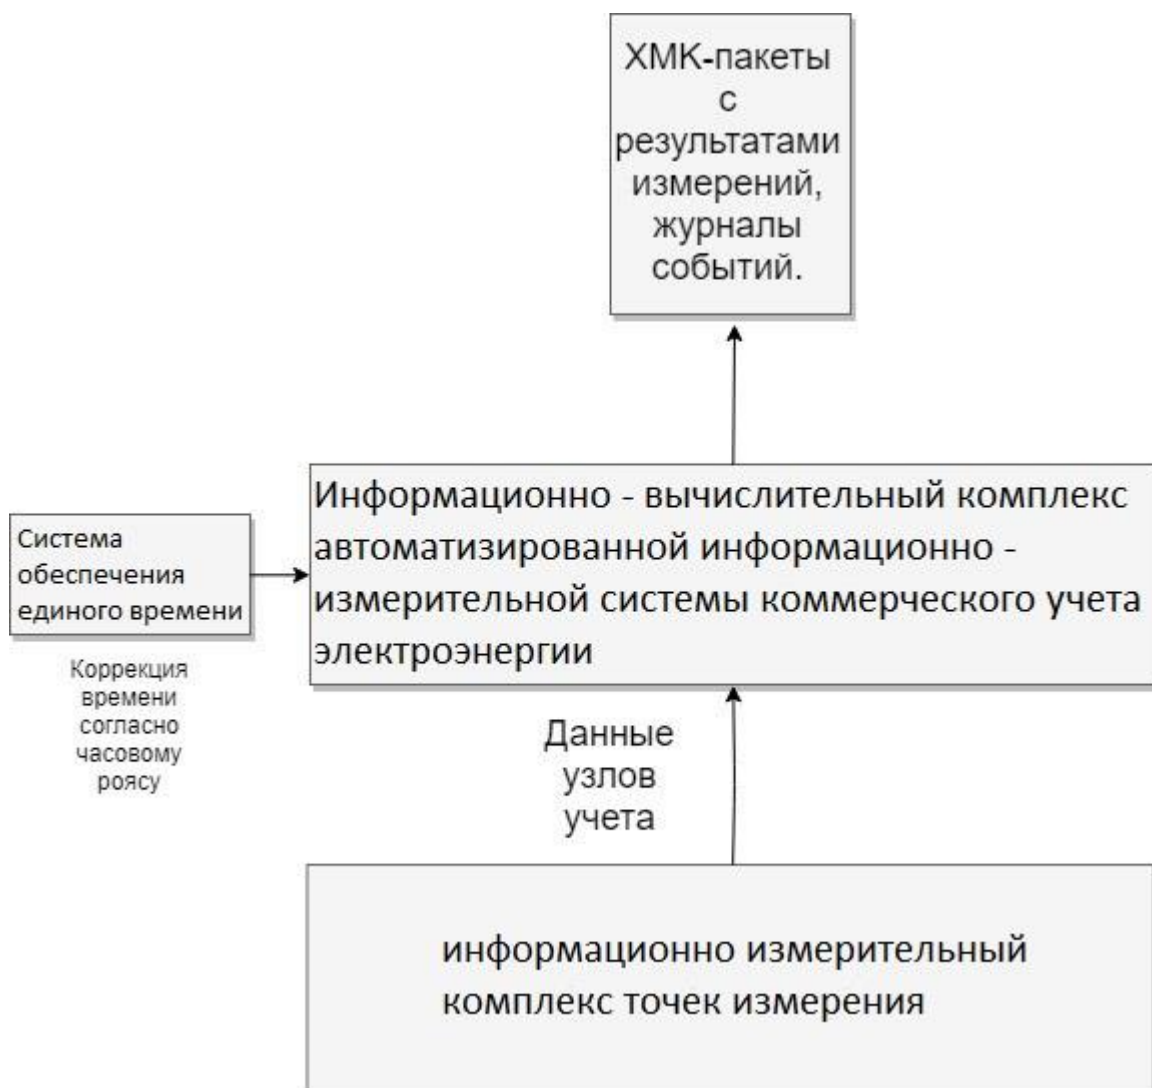 ХМК-пакеты
с
результатами
измерений,
журналы
событий.
Информационно - вычислительный комплекс
автоматизированной информационно -
измерительной системы коммерческого учета
электроэнергии
Система
обеспечения
единого времени
Коррекция
времени
согласно
часовому
роясу
Данные
узлов
учета
информационно измерительный
комплекс точек измерения